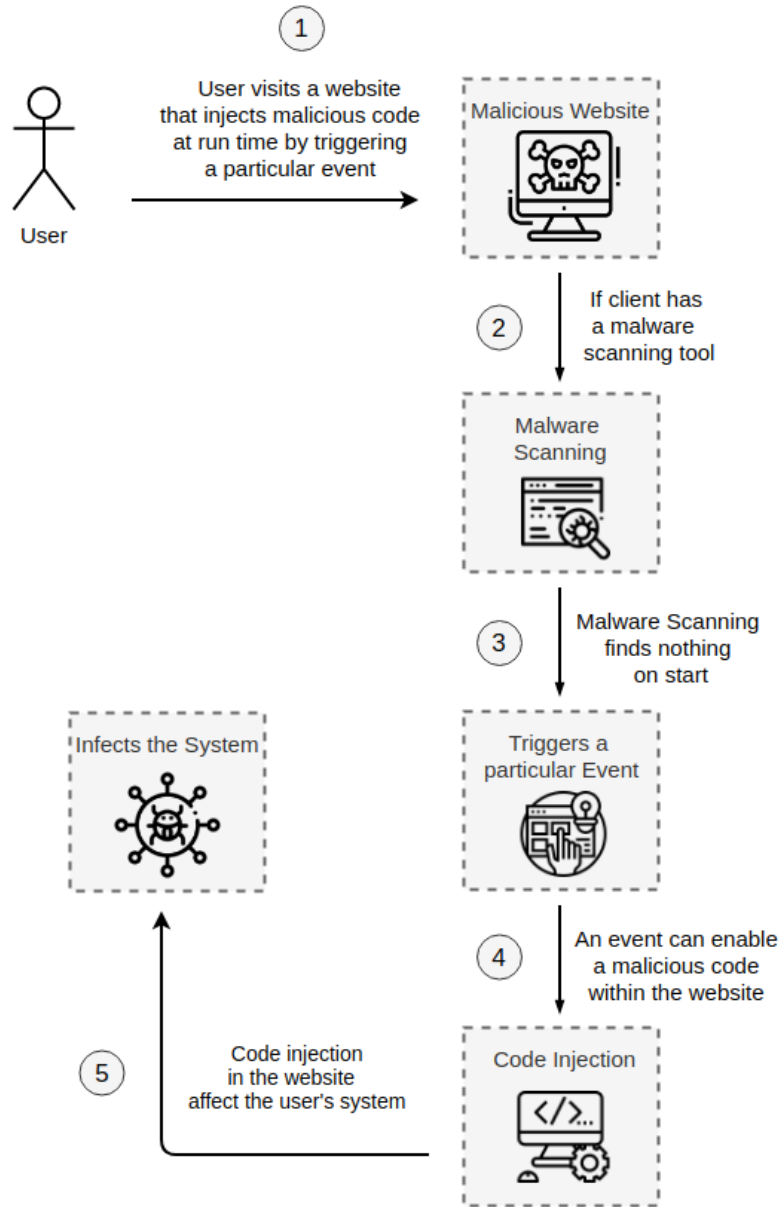 1
User visits a website
that injects malicious code
at run time by triggering
a particular event
User
Malicious Website
2
If client has
a malware
scanning tool
Malware
Scanning
3
Malware Scanning
finds nothing
on start
Triggers a
particular Event
Infects the System
4
An event can enable
a malicious code
within the website
Code Injection
</>...
5
Code injection
in the website
affect the user's system